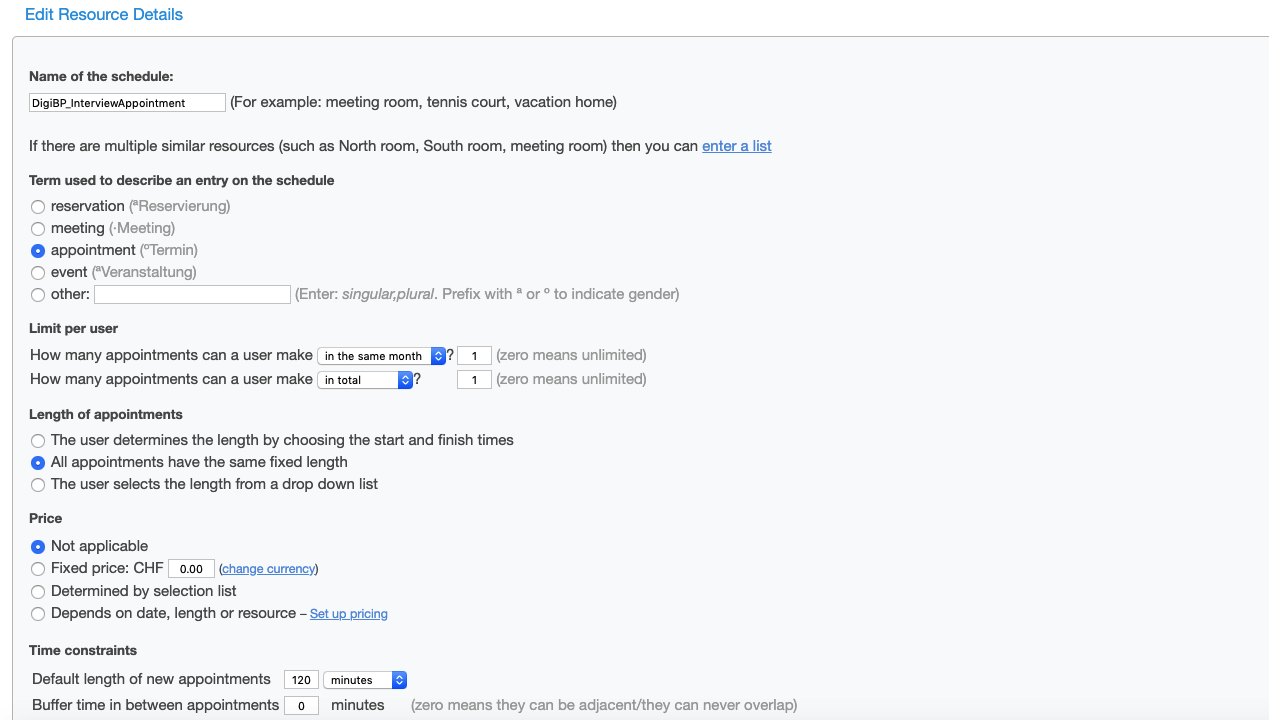 Edit Resource Details
Name of the schedule:
DigiBP_InterviewAppointment (For example: meeting room, tennis court, vacation home)
If there are multiple similar resources (such as North room, South room, meeting room) then you can enter a list
Term used to describe an entry on the schedule
reservation (ªReservierung)
meeting (·Meeting)
appointment (ºTermin)
event (ªVeranstaltung)
other: (Enter: singular,plural. Prefix with ª or º to indicate gender)
Limit per user
How many appointments can a user make in the same month ? 1 (zero means unlimited)
How many appointments can a user make in total ? 1 (zero means unlimited)
Length of appointments
The user determines the length by choosing the start and finish times
All appointments have the same fixed length
The user selects the length from a drop down list
Price
Not applicable
Fixed price: CHF 0.00 (change currency)
Determined by selection list
Depends on date, length or resource – Set up pricing
Time constraints
Default length of new appointments 120 minutes
Buffer time in between appointments 0 minutes (zero means they can be adjacent/they can never overlap)